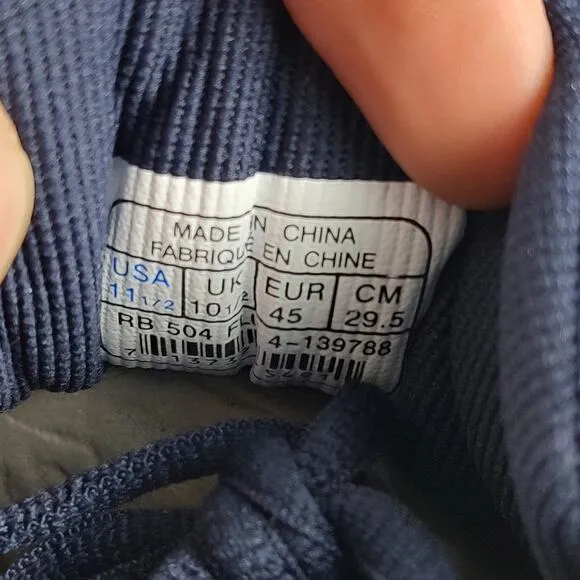 MADE IN CHINA
FABRIQUE EN CHINE
USA UK EUR CM
11 1/2 10 1/2 45 29.5
RB 504 4-139788